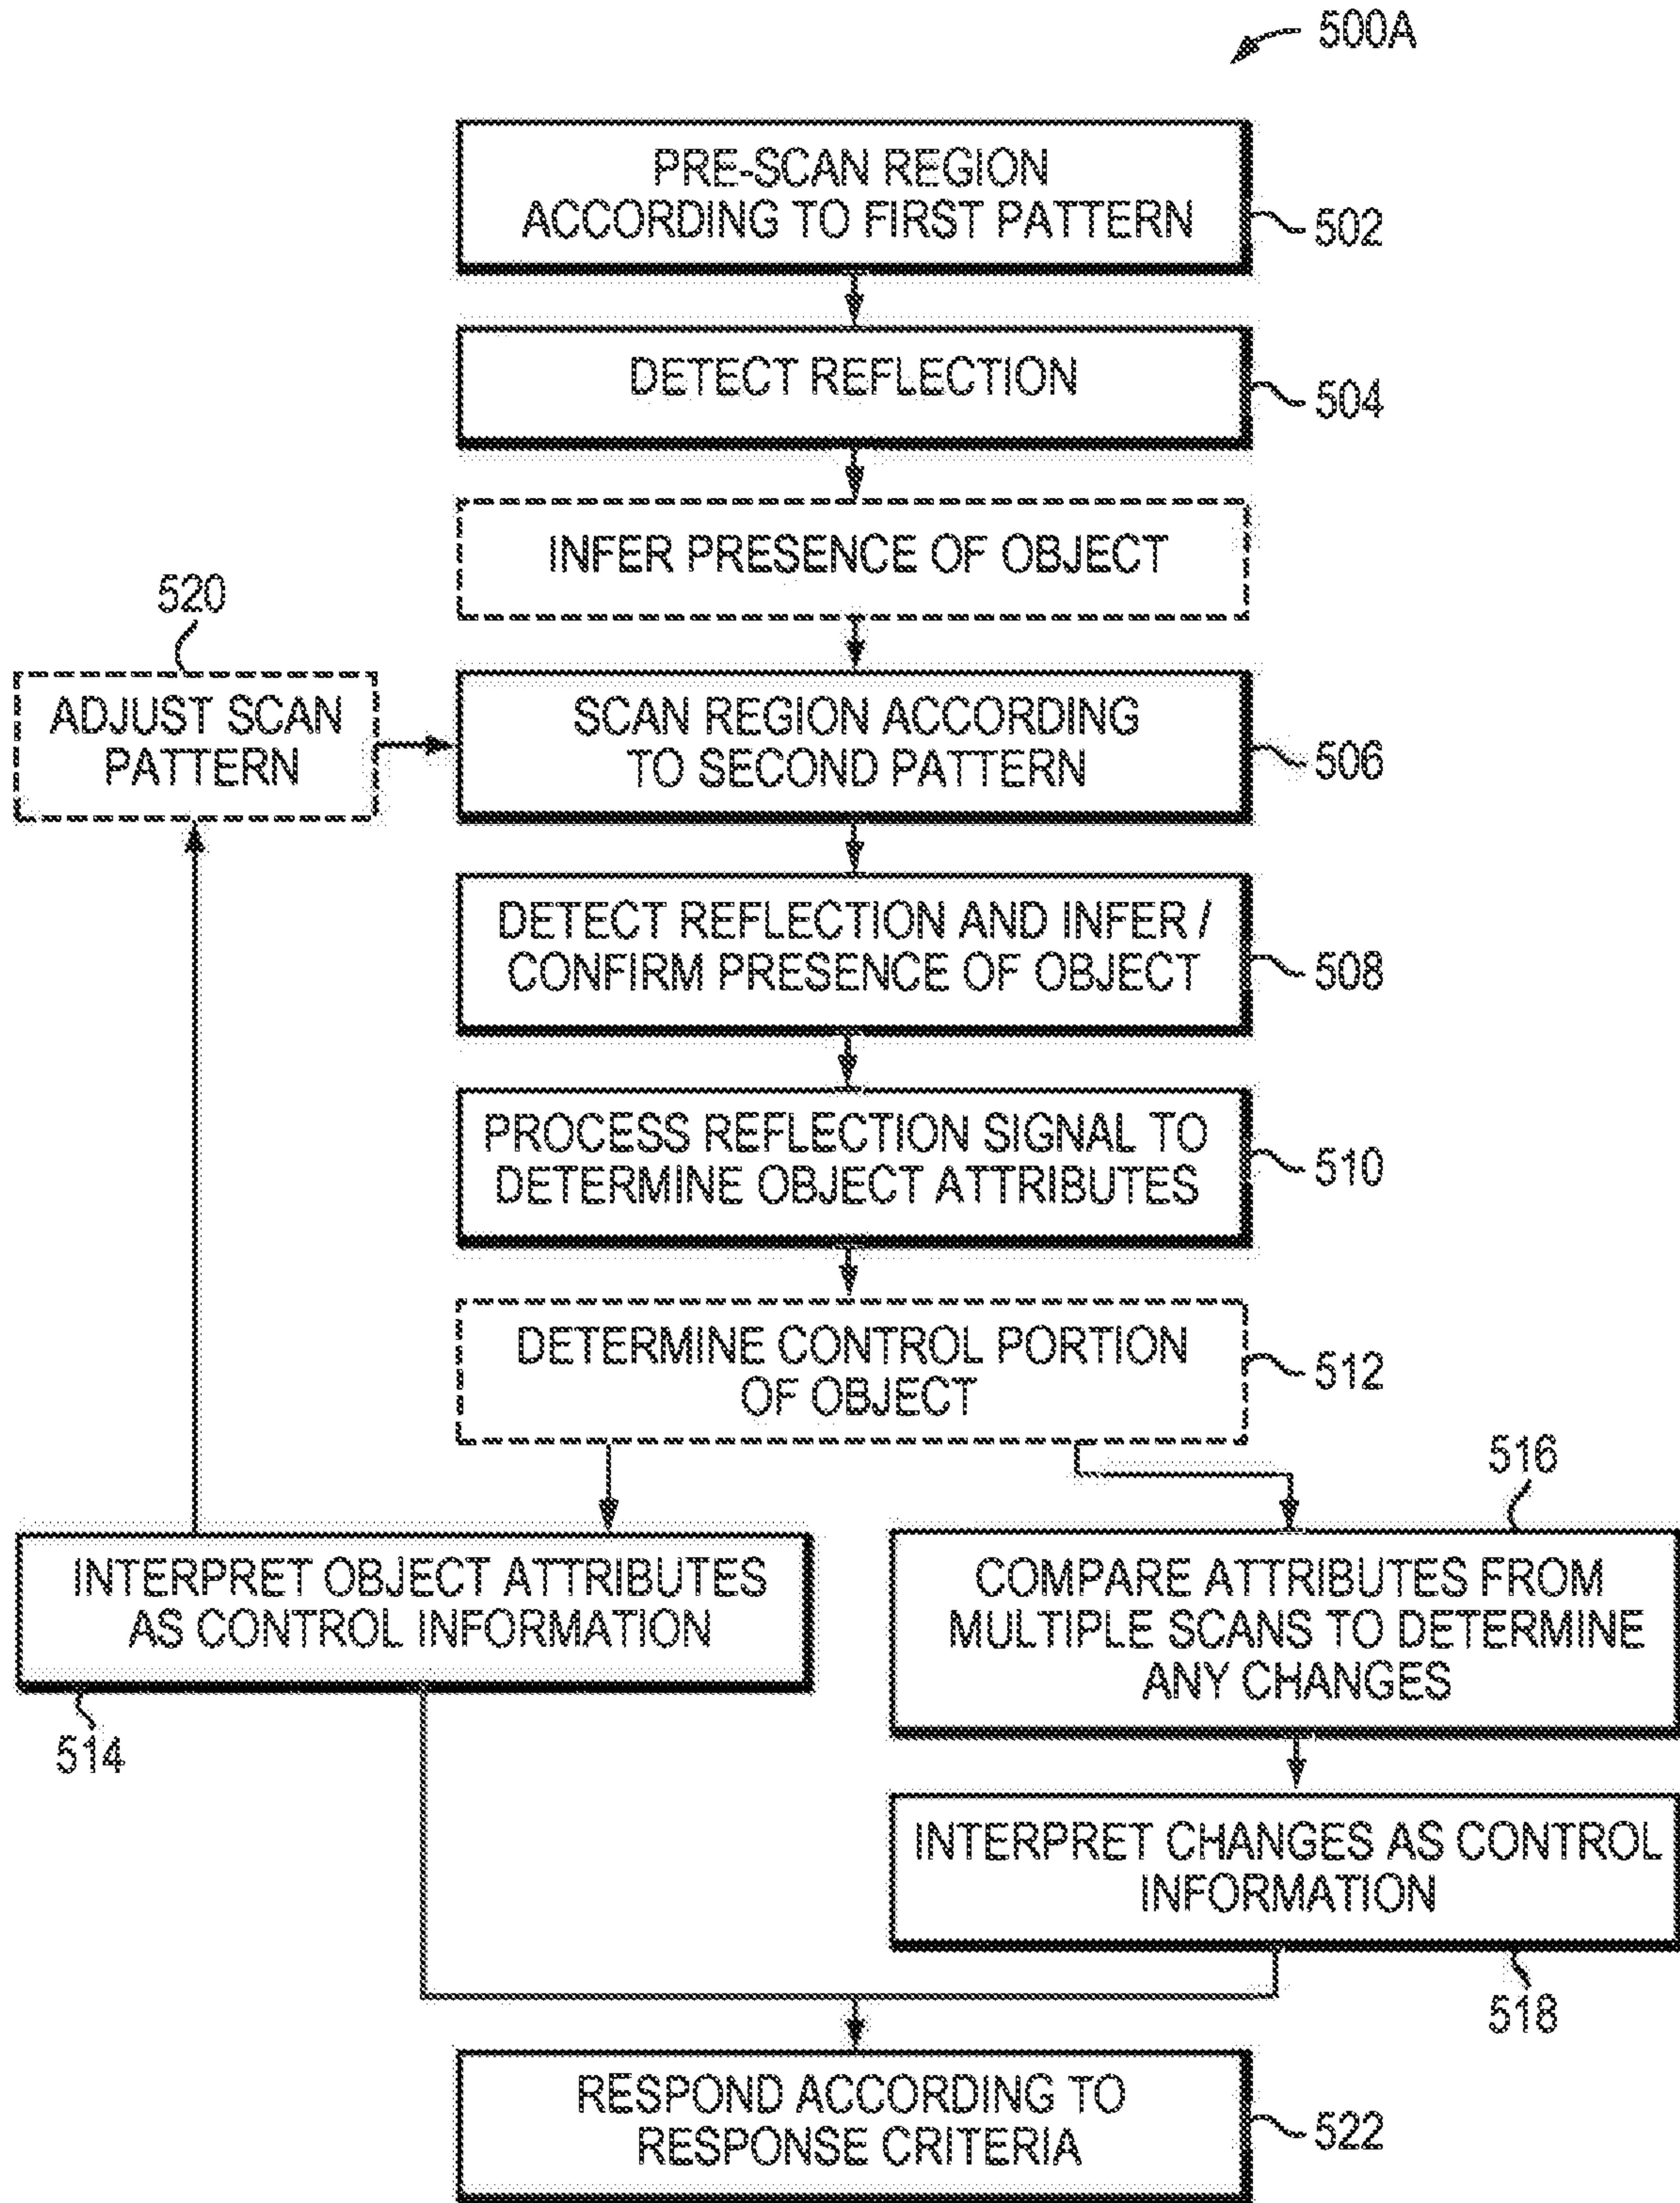 500A
PRE-SCAN REGION
ACCORDING TO FIRST PATTERN
502
DETECT REFLECTION
504
INFER PRESENCE OF OBJECT
520
ADJUST SCAN
PATTERN
SCAN REGION ACCORDING
TO SECOND PATTERN
506
DETECT REFLECTION AND INFER /
CONFIRM PRESENCE OF OBJECT
508
PROCESS REFLECTION SIGNAL TO
DETERMINE OBJECT ATTRIBUTES
510
DETERMINE CONTROL PORTION
OF OBJECT
512
INTERPRET OBJECT ATTRIBUTES
AS CONTROL INFORMATION
514
516
COMPARE ATTRIBUTES FROM
MULTIPLE SCANS TO DETERMINE
ANY CHANGES
INTERPRET CHANGES AS CONTROL
INFORMATION
518
RESPOND ACCORDING TO
RESPONSE CRITERIA
522